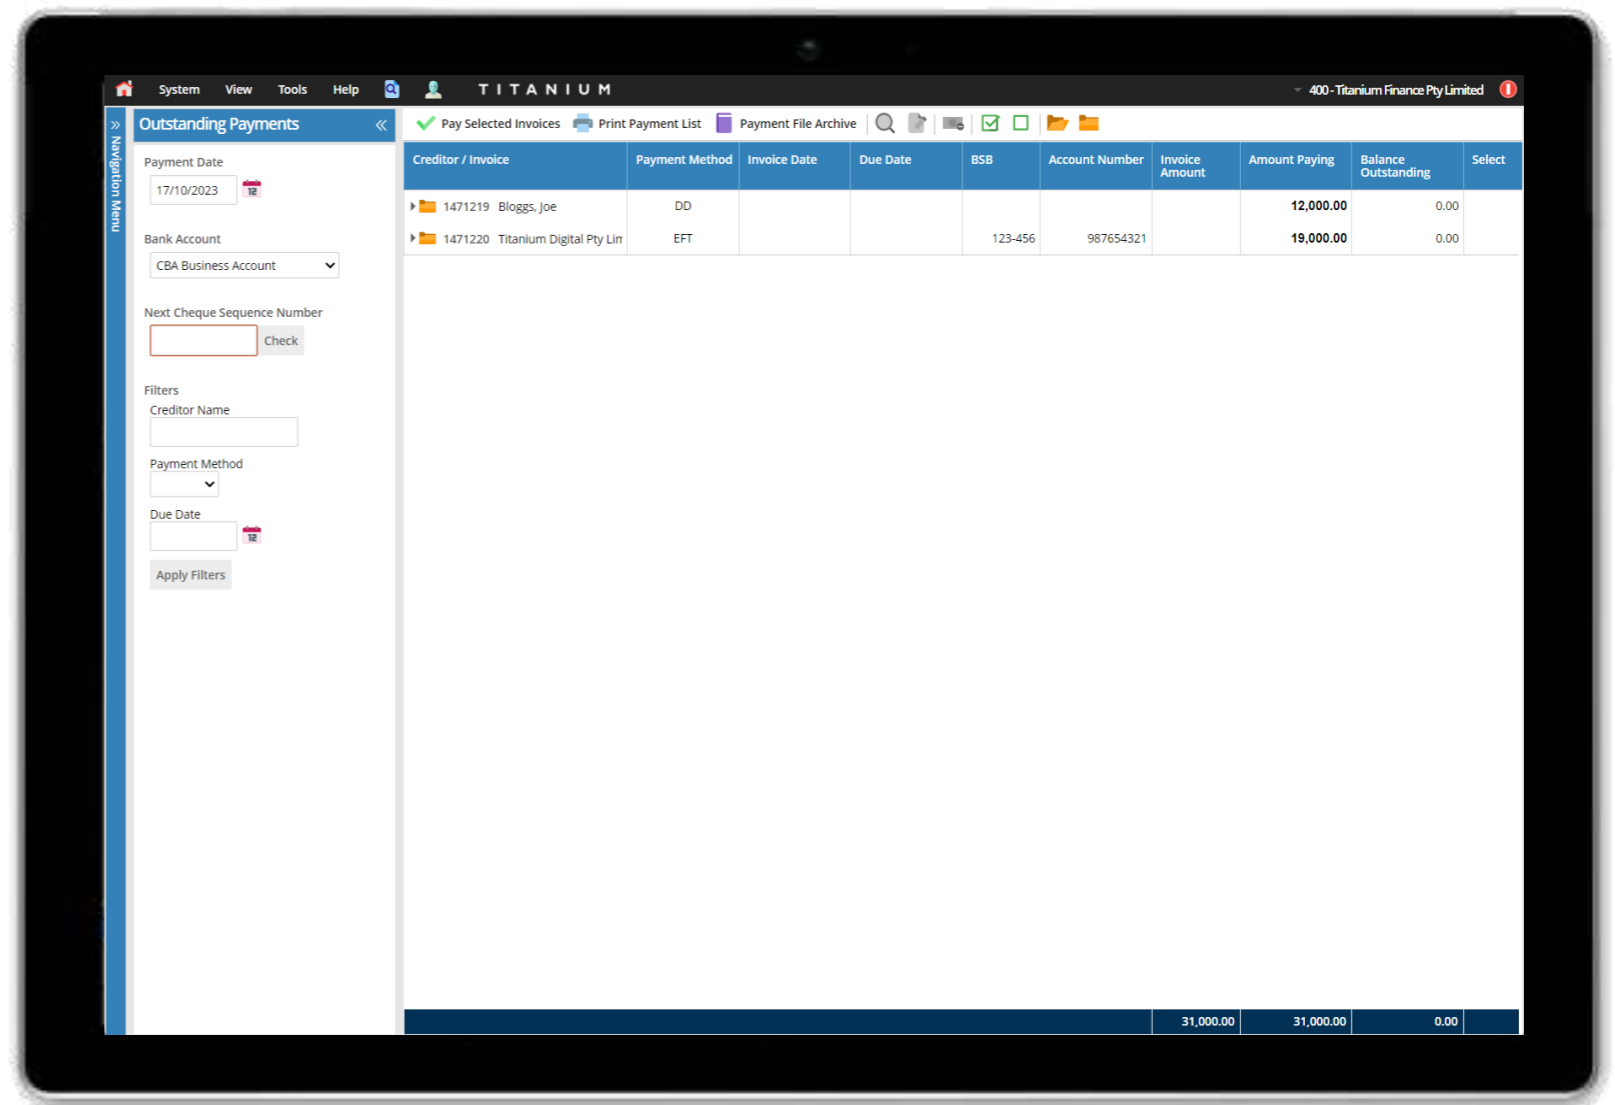 System View Tools Help TITANIUM 400 - Titanium Finance Pty Limited
Navigation Menu
Outstanding Payments
Payment Date
17/10/2023 12
Bank Account
CBA Business Account
Next Cheque Sequence Number
Check
Filters
Creditor Name
Payment Method
Due Date
12
Apply Filters
Pay Selected Invoices Print Payment List Payment File Archive
Creditor / Invoice Payment Method Invoice Date Due Date BSB Account Number Invoice Amount Amount Paying Balance Outstanding Select
1471219 Bloggs, Joe DD 12,000.00 0.00
1471220 Titanium Digital Pty Lim EFT 123-456 987654321 19,000.00 0.00
31,000.00 31,000.00 0.00